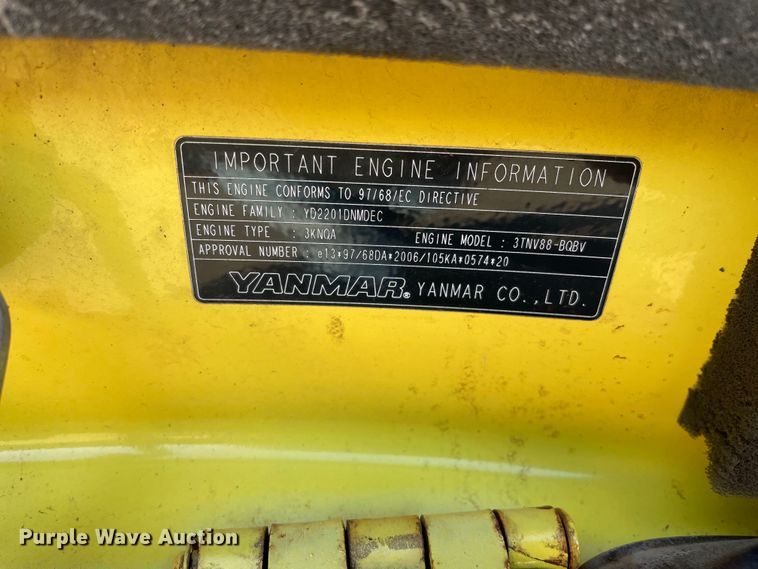 IMPORTANT ENGINE INFORMATION
THIS ENGINE CONFORMS TO 97/68/EC DIRECTIVE
ENGINE FAMILY : YD2201DNMDEC
ENGINE TYPE : 3KNQA ENGINE MODEL : 3TNV88-BQBV
APPROVAL NUMBER : e13*97/68DA*2006/105KA*0574*20
YANMAR® YANMAR CO.,LTD.
Purple Wave Auction®